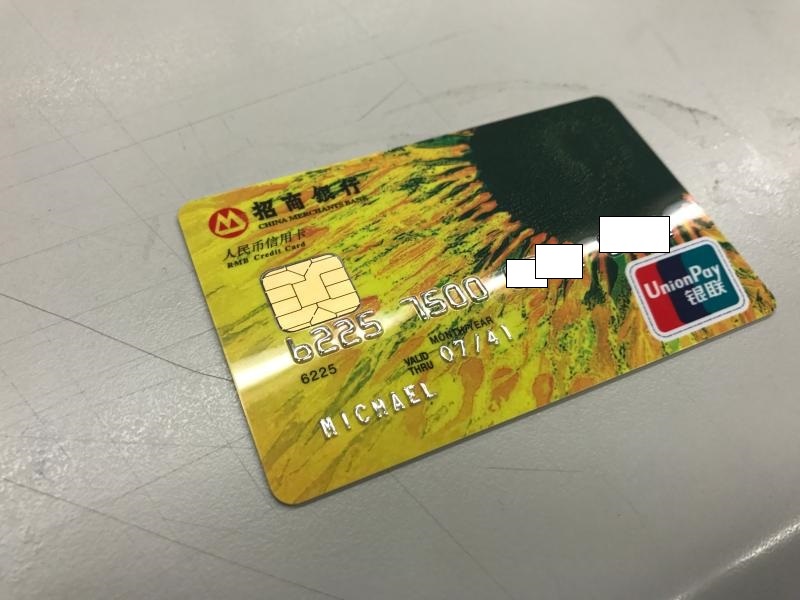 招商银行
CHINA MERCHANTS BANK
人民币信用卡
RMB Credit Card
6225 7500
6225
MONTH/YEAR
VALID THRU 07/41
MICHAEL
UnionPay
银联